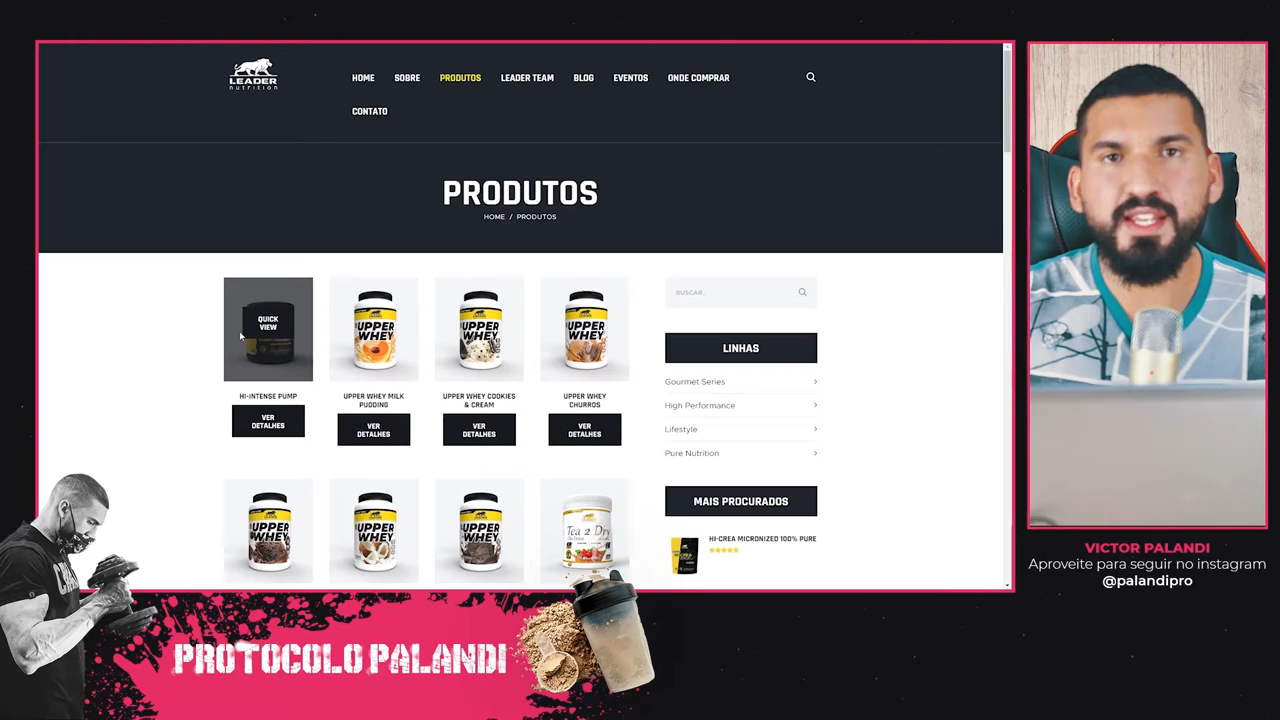 LEADER
nutrition
HOME SOBRE PRODUTOS LEADER TEAM BLOG EVENTOS ONDE COMPRAR
CONTATO
PRODUTOS
HOME / PRODUTOS
QUICK
VIEW
HI-INTENSE PUMP
VER
DETALHES
UPPER
WHEY
UPPER WHEY MILK
PUDDING
VER
DETALHES
UPPER
WHEY
UPPER WHEY COOKIES
& CREAM
VER
DETALHES
UPPER
WHEY
UPPER WHEY
CHURROS
VER
DETALHES
UPPER
WHEY
UPPER
WHEY
UPPER
WHEY
Tea 2 Dry
BUSCAR...
LINHAS
Gourmet Series
High Performance
Lifestyle
Pure Nutrition
MAIS PROCURADOS
HI-CREA MICRONIZED 100% PURE
VICTOR PALANDI
Aproveite para seguir no instagram
@palandipro
PROTOCOLO PALANDI